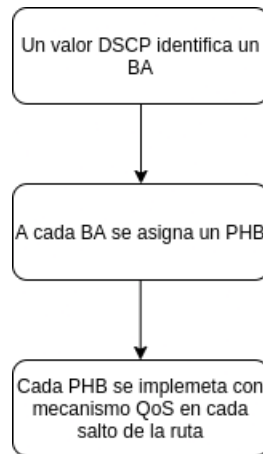 Un valor DSCP identifica un
BA
A cada BA se asigna un PHB
Cada PHB se implemeta con
mecanismo QoS en cada
salto de la ruta